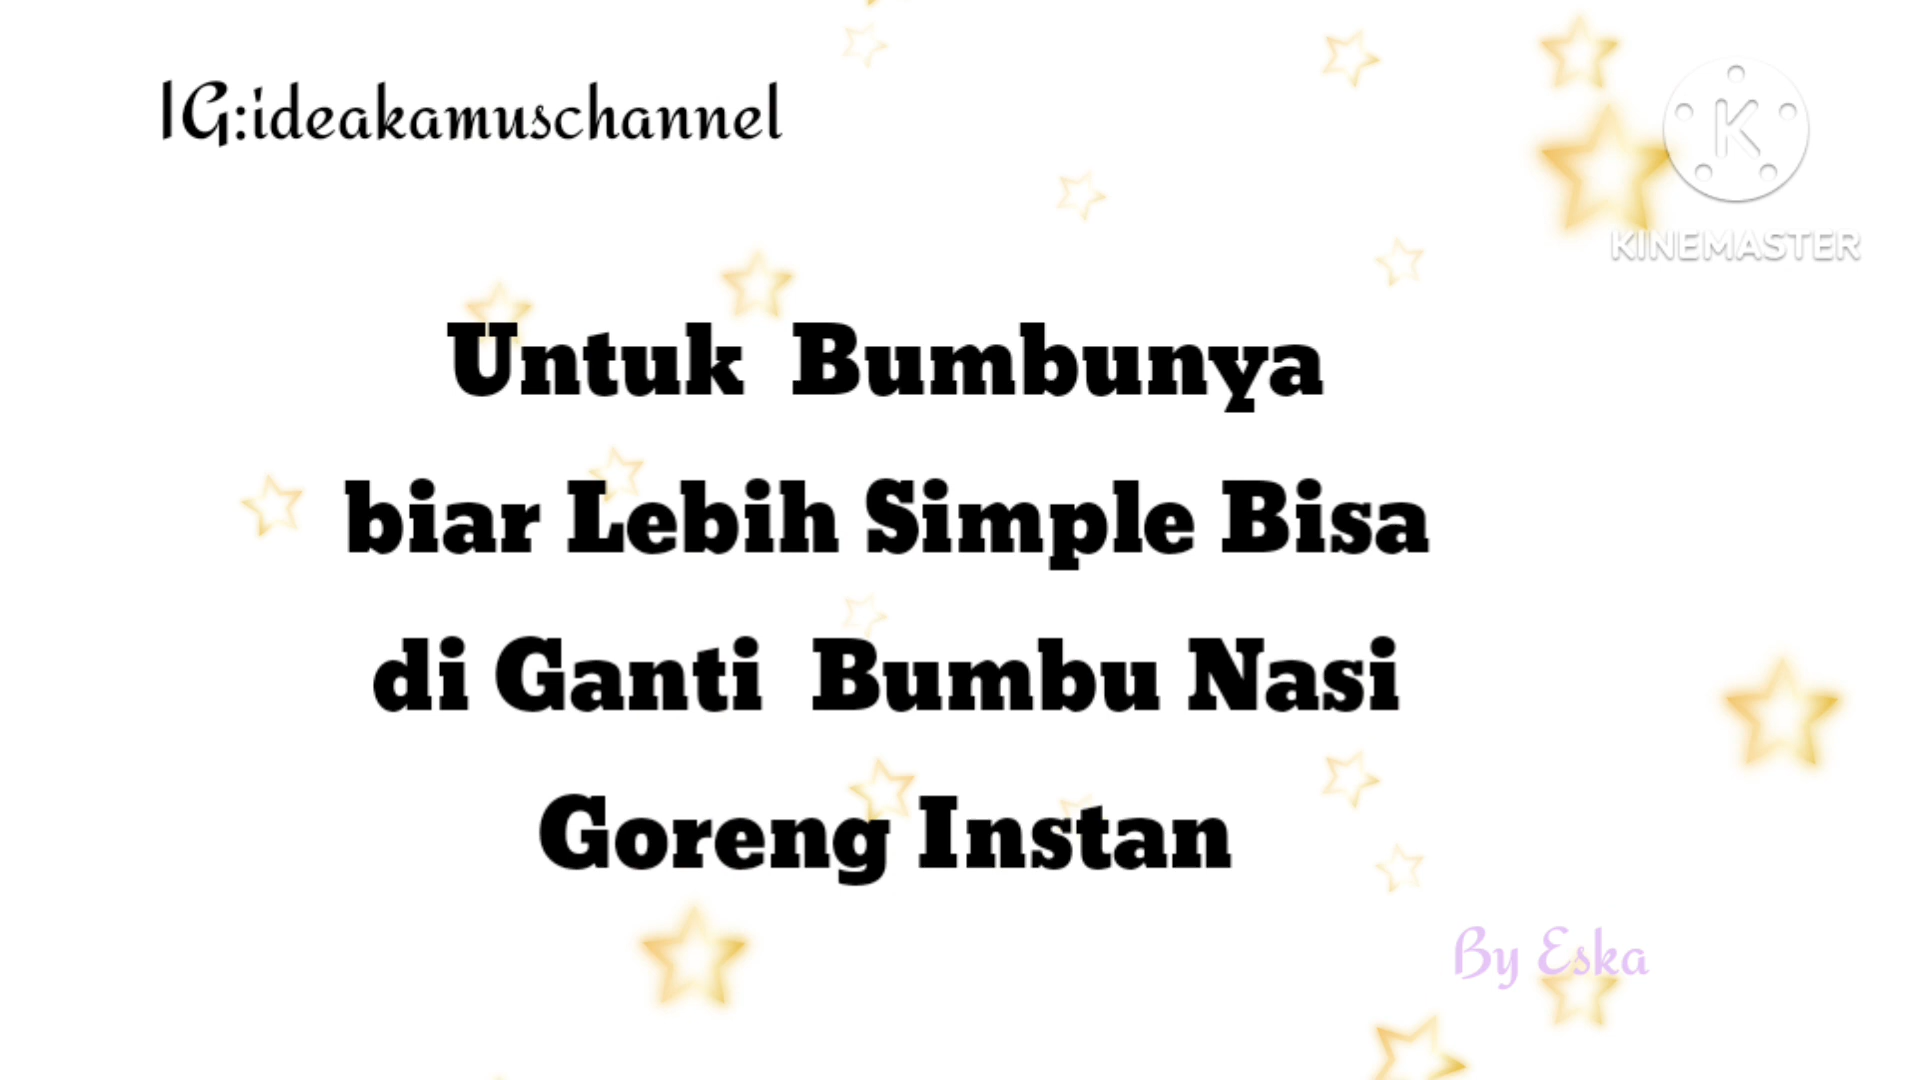 IG:ideakamuschannel
KINEMASTER
Untuk Bumbunya
biar Lebih Simple Bisa
di Ganti Bumbu Nasi
Goreng Instan
By Eska